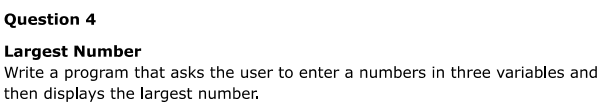 Question 4
Largest Number
Write a program that asks the user to enter a numbers in three variables and
then displays the largest number.